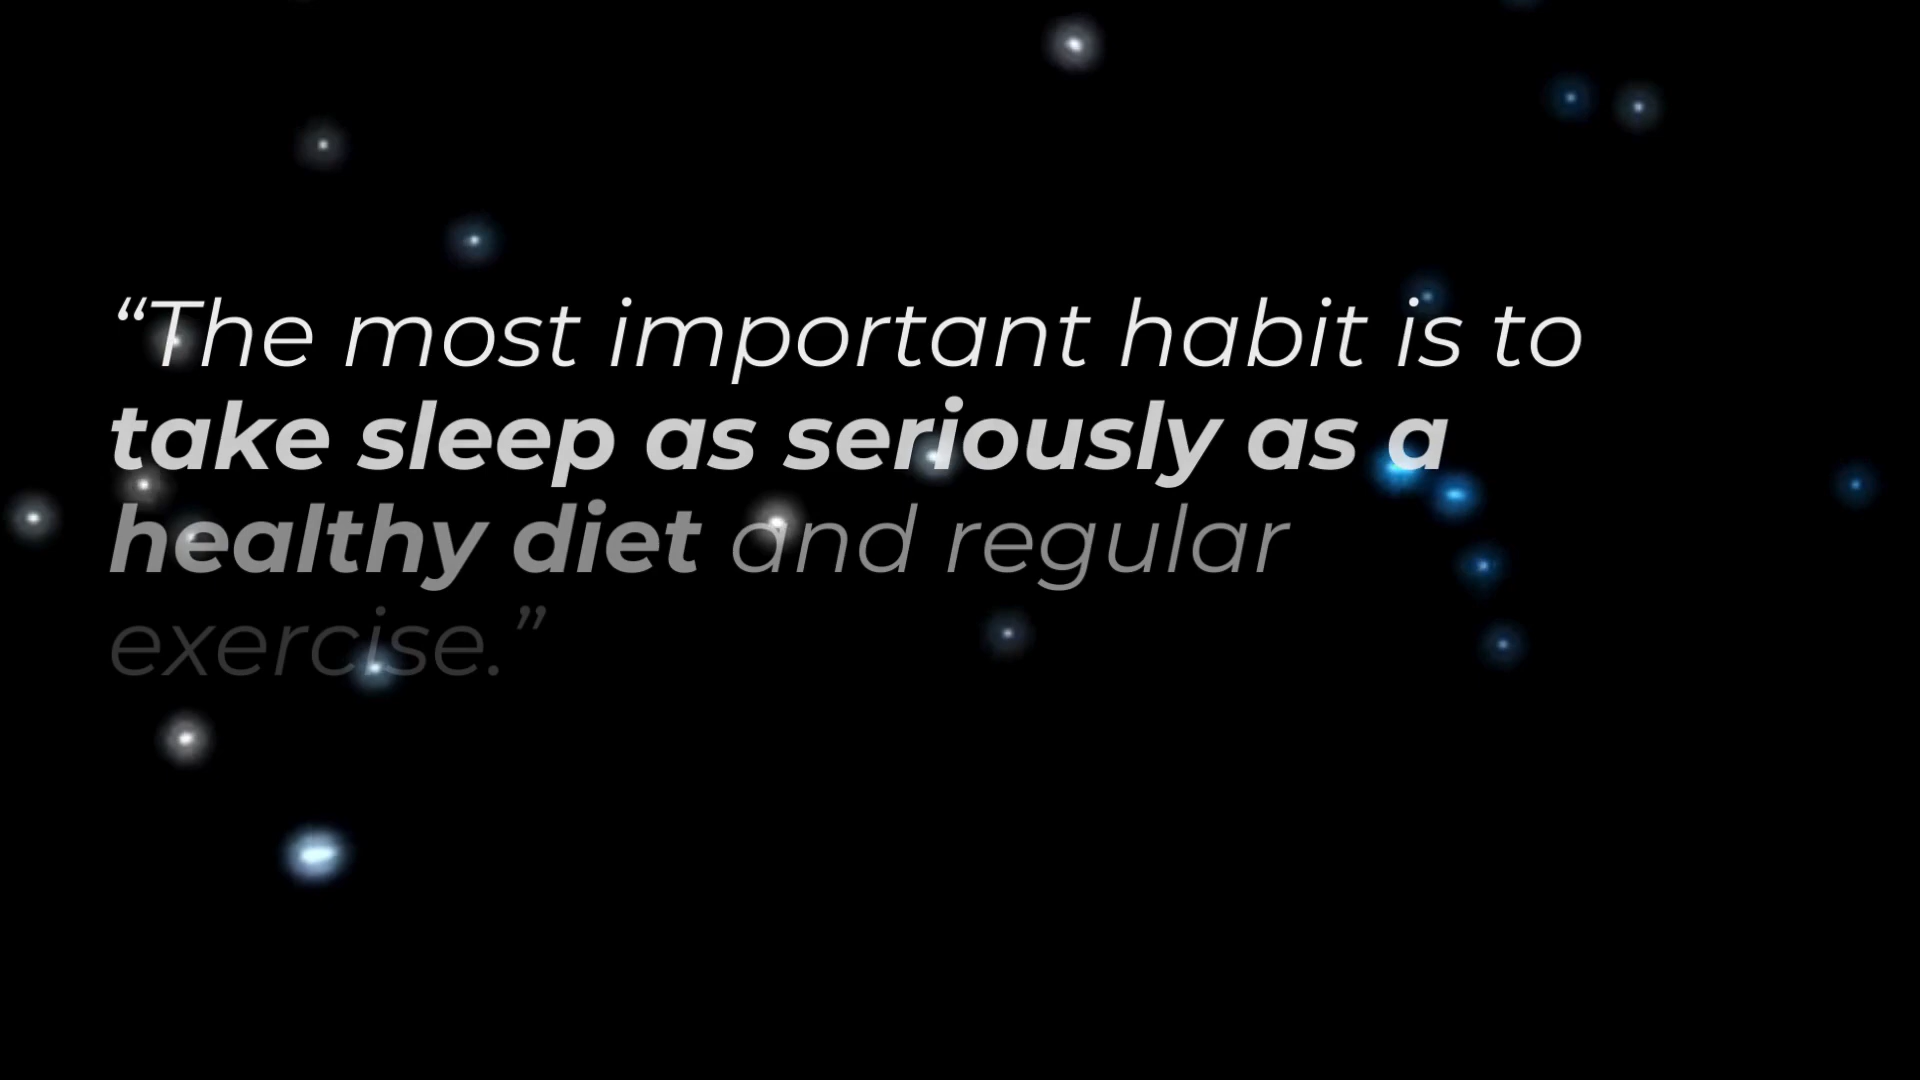 “The most important habit is to
take sleep as seriously as a
healthy diet and regular
exercise.”